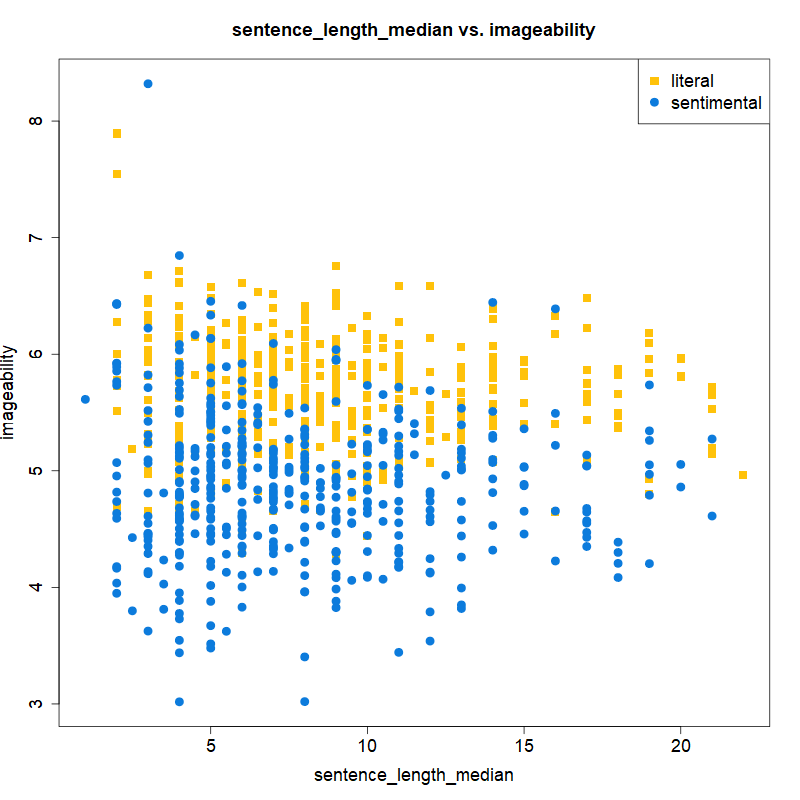 sentence_length_median vs. imageability
literal
sentimental
8
7
6
5
4
3
imageability
5
10
15
20
sentence_length_median